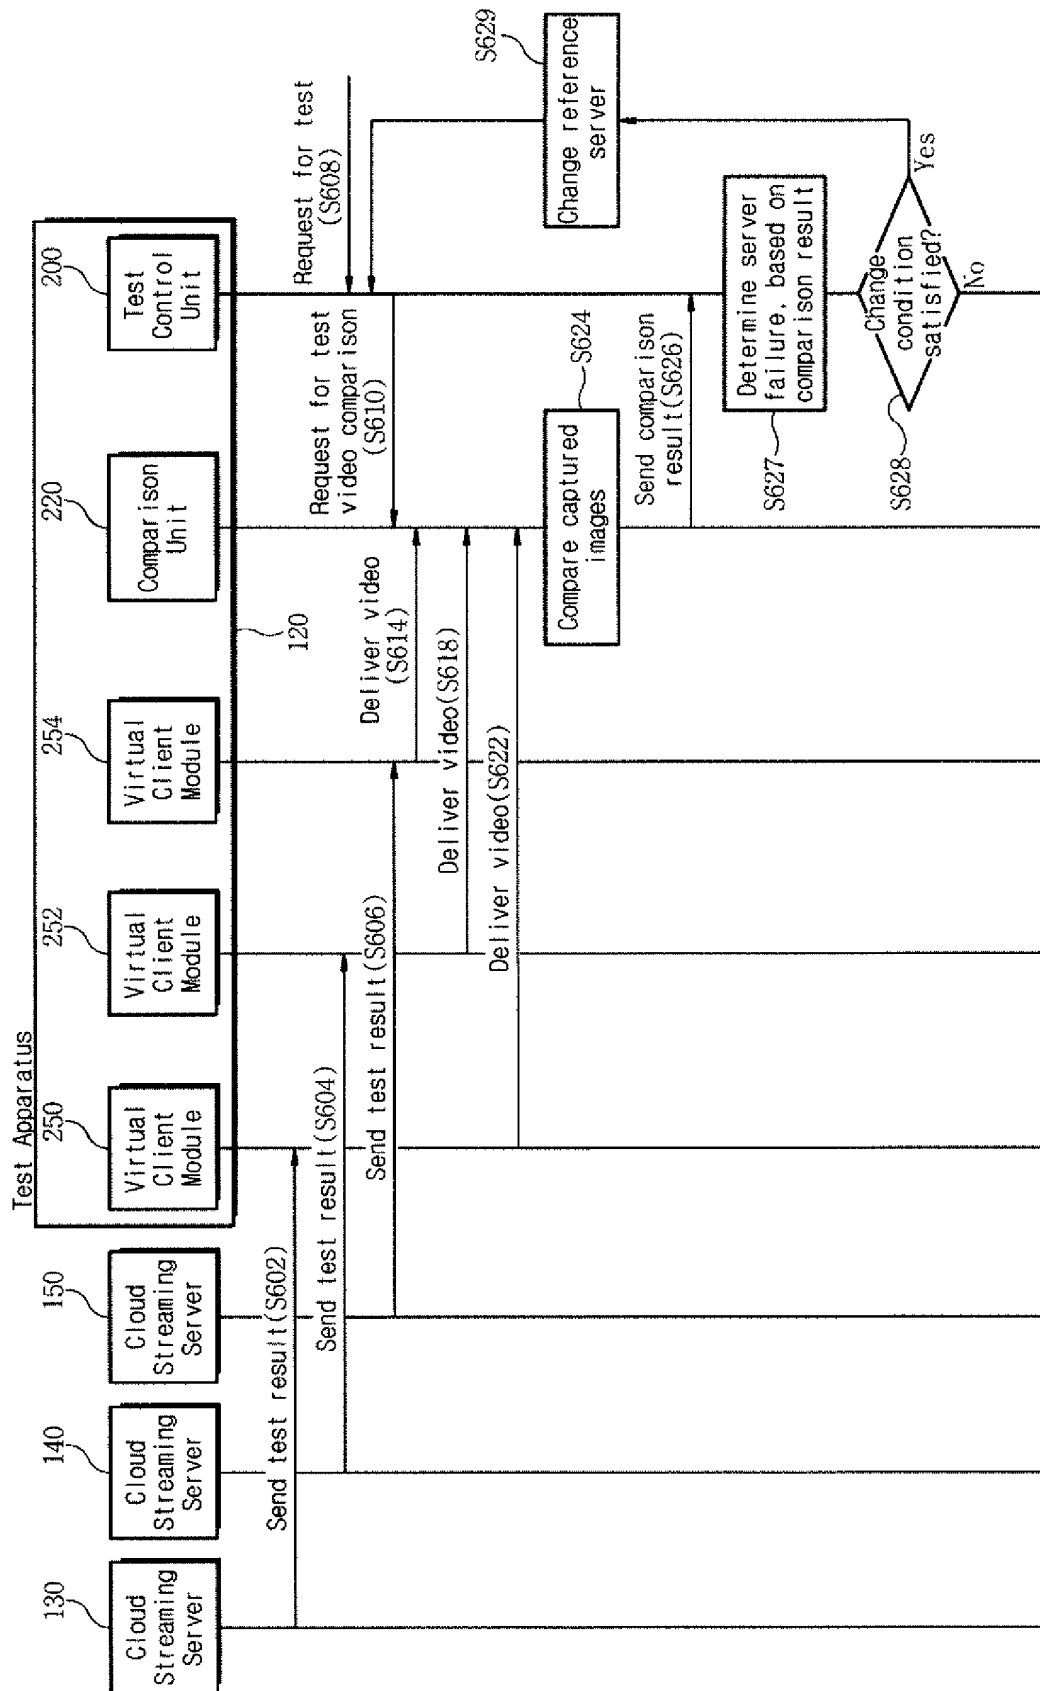 Test Apparatus
130
140
150
250
252
254
220
200
Cloud
Streaming
Server
Cloud
Streaming
Server
Cloud
Streaming
Server
Virtual
Client
Module
Virtual
Client
Module
Virtual
Client
Module
Comparison
Unit
Test
Control
Unit
120
Send test result(S602)
Send test result(S604)
Send test result(S606)
Request for test
(S608)
Request for test
video comparison
(S610)
Deliver video
(S614)
Deliver video(S618)
Deliver video(S622)
Compare captured
images
S624
Change reference
server
S629
Send comparison
result(S626)
Determine server
failure, based on
comparison result
S627
Change
condition
satisfied?
S628
Yes
No